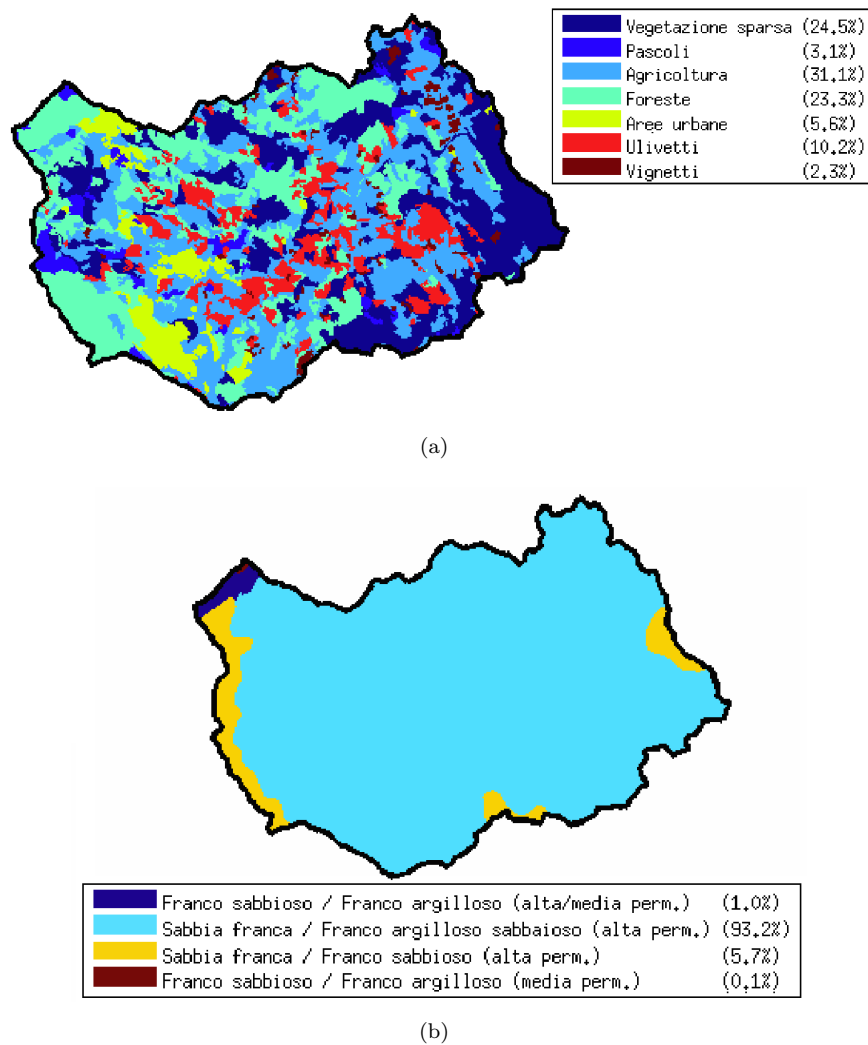 Vegetazione sparsa (24.5%)
Pascoli (3.1%)
Agricoltura (31.1%)
Foreste (23.3%)
Aree urbane (5.6%)
Ulivetti (10.2%)
Vignetti (2.3%)
(a)
Franco sabbioso / Franco argilloso (alta/media perm.) (1.0%)
Sabbia franca / Franco argilloso sabbaioso (alta perm.) (93.2%)
Sabbia franca / Franco sabbioso (alta perm.) (5.7%)
Franco sabbioso / Franco argilloso (media perm.) (0.1%)
(b)